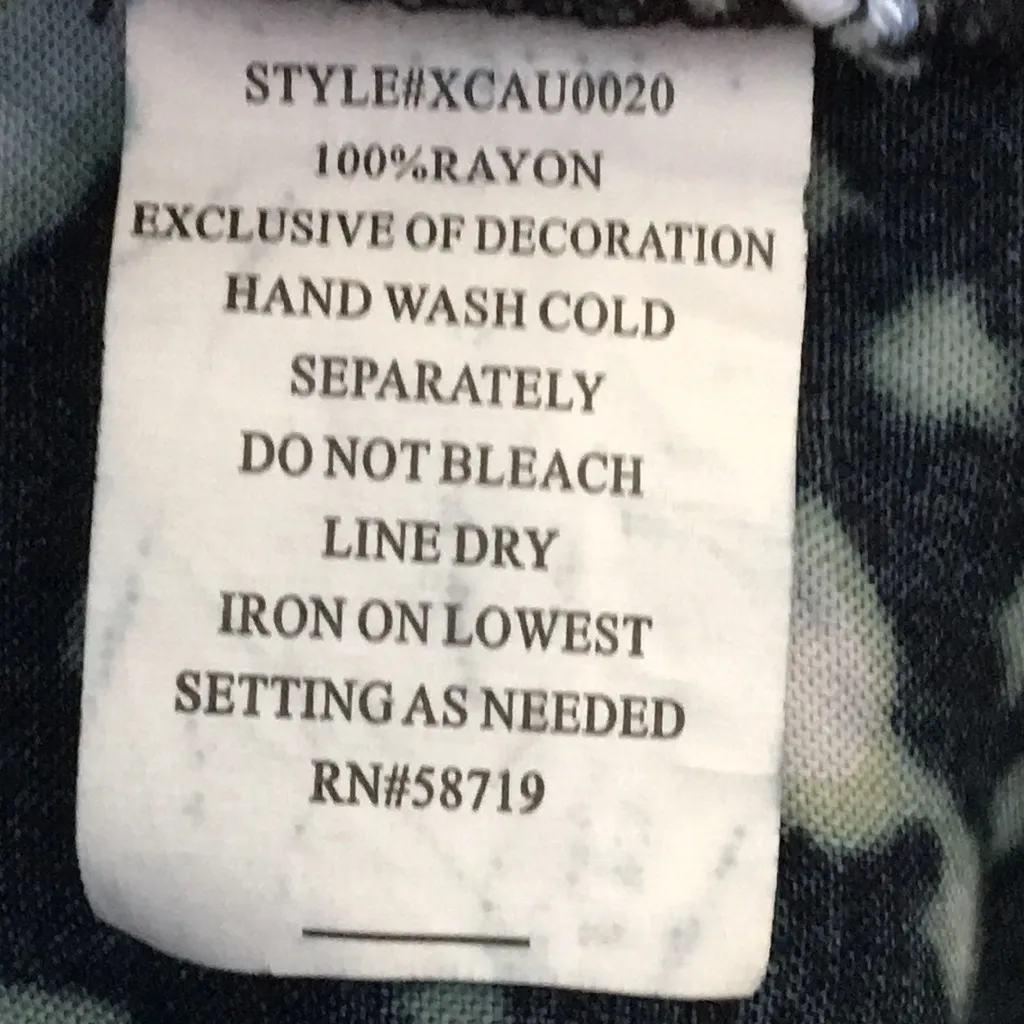 STYLE#XCAU0020
100%RAYON
EXCLUSIVE OF DECORATION
HAND WASH COLD
SEPARATELY
DO NOT BLEACH
LINE DRY
IRON ON LOWEST
SETTING AS NEEDED
RN#58719